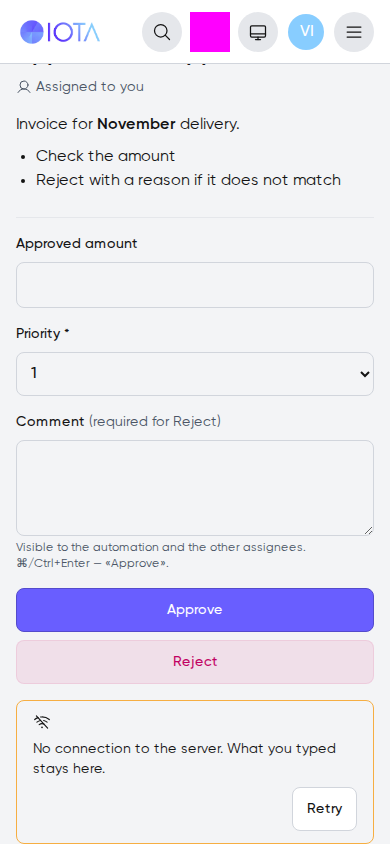 IOTA
VI
Assigned to you
Invoice for November delivery.
• Check the amount
• Reject with a reason if it does not match
Approved amount
Priority *
1
Comment (required for Reject)
Visible to the automation and the other assignees.
⌘/Ctrl+Enter — «Approve».
Approve
Reject
No connection to the server. What you typed
stays here.
Retry